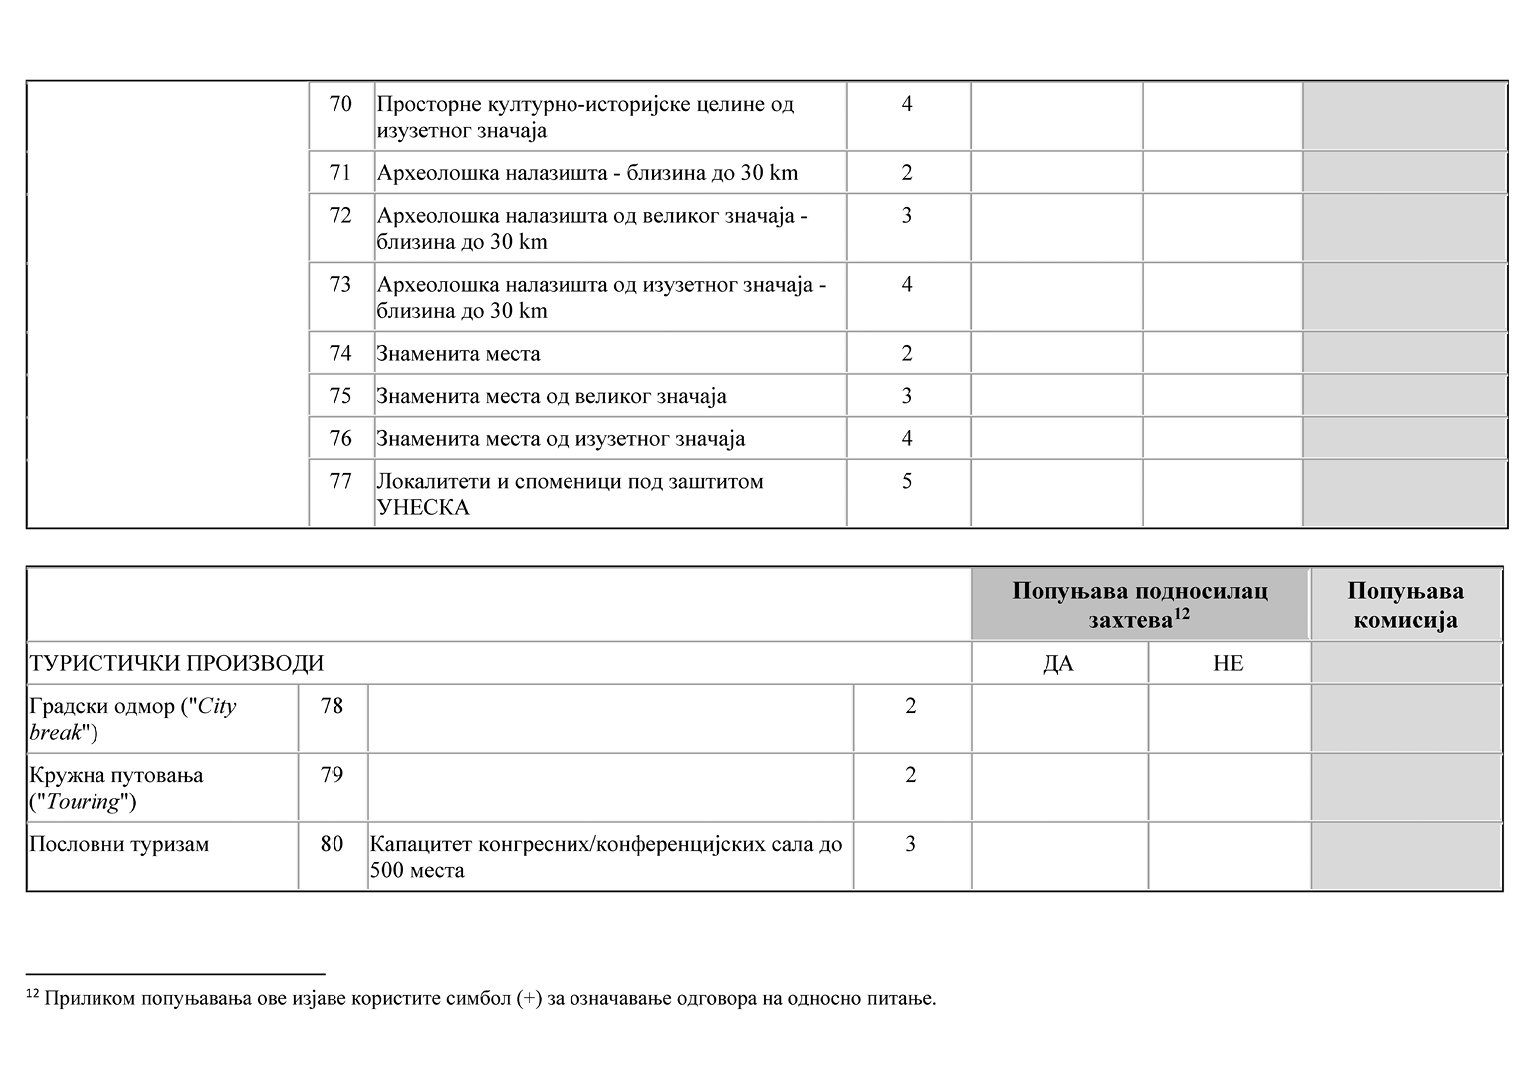 70 Просторне културно-историјске целине од 4
изузетног значаја
71 Археолошка налазишта - близина до 30 km 2
72 Археолошка налазишта од великог значаја - 3
близина до 30 km
73 Археолошка налазишта од изузетног значаја - 4
близина до 30 km
74 Знаменита места 2
75 Знаменита места од великог значаја 3
76 Знаменита места од изузетног значаја 4
77 Локалитети и споменици под заштитом 5
УНЕСКА
Попуњава подносилац Попуњава
захтева12 комисија
ТУРИСТИЧКИ ПРОИЗВОДИ ДА НЕ
Градски одмор ("City 78 2
break")
Кружна путовања 79 2
("Touring")
Пословни туризам 80 Капацитет конгресних/конференцијских сала до 3
500 места
12 Приликом попуњавања ове изјаве користите симбол (+) за означавање одговора на односно питање.